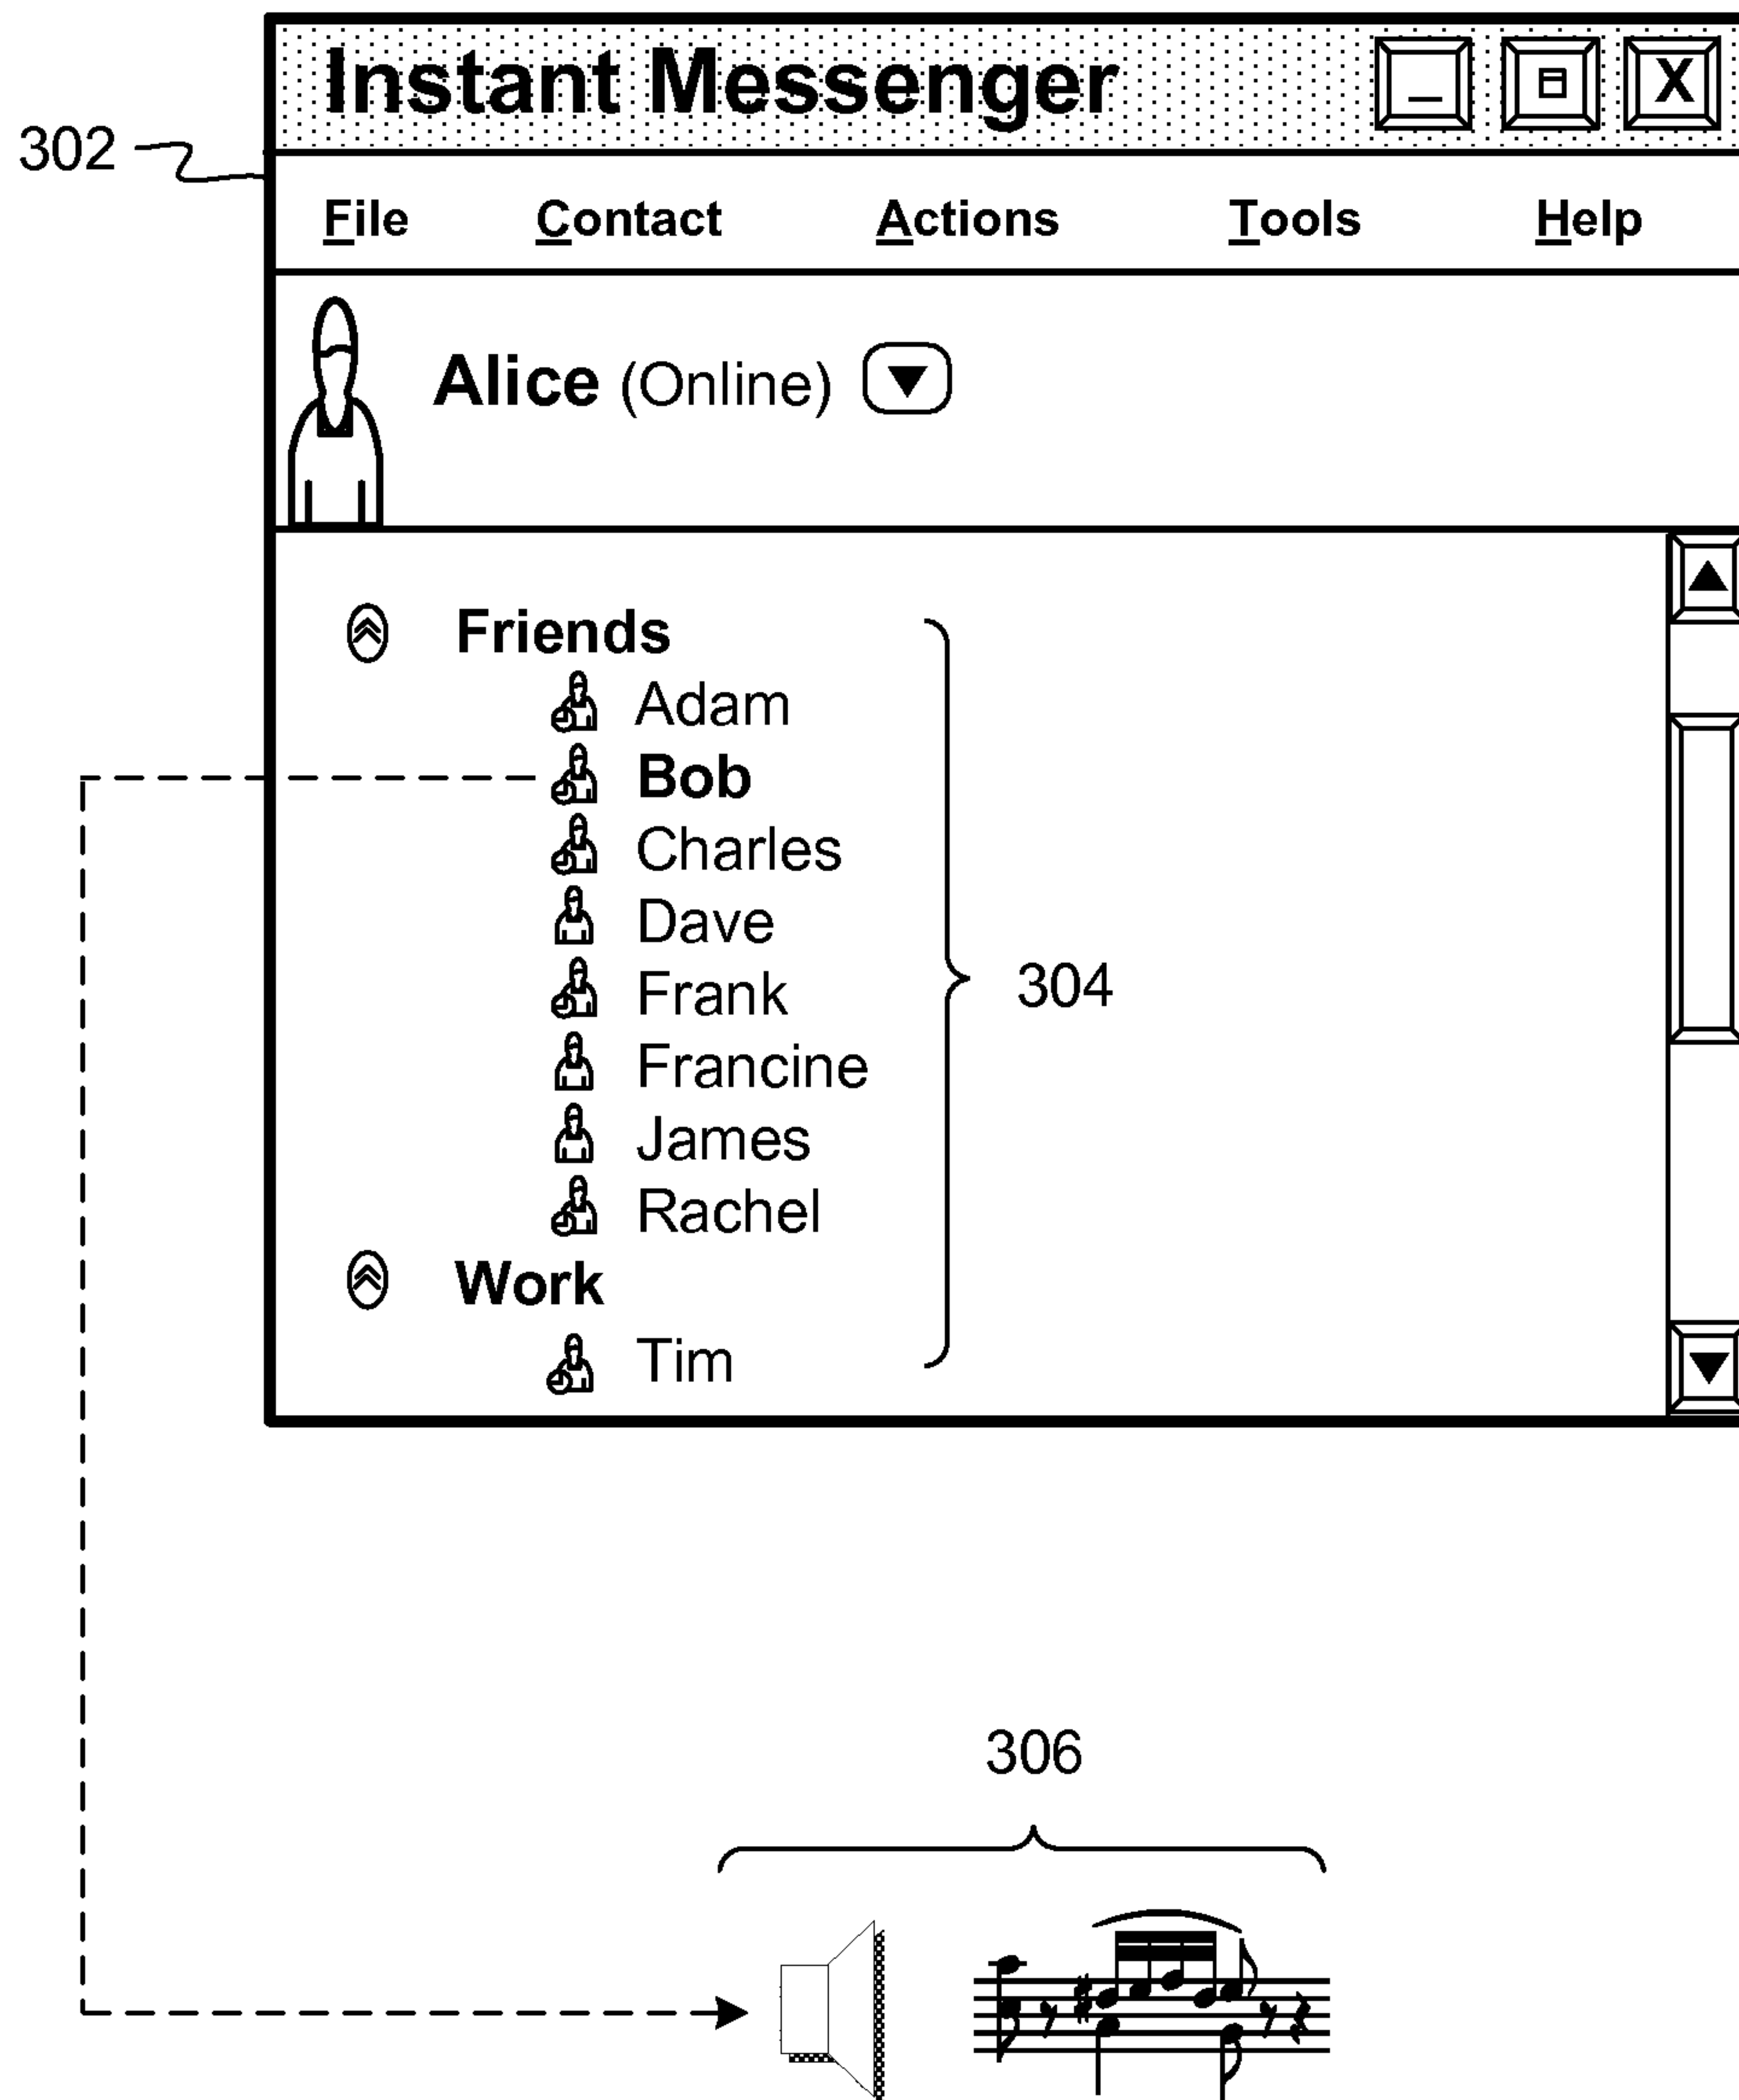 Instant Messenger X
302
File Contact Actions Tools Help
Alice (Online)
Friends
Adam
Bob
Charles
Dave
Frank
304
Francine
James
Rachel
Work
Tim
306